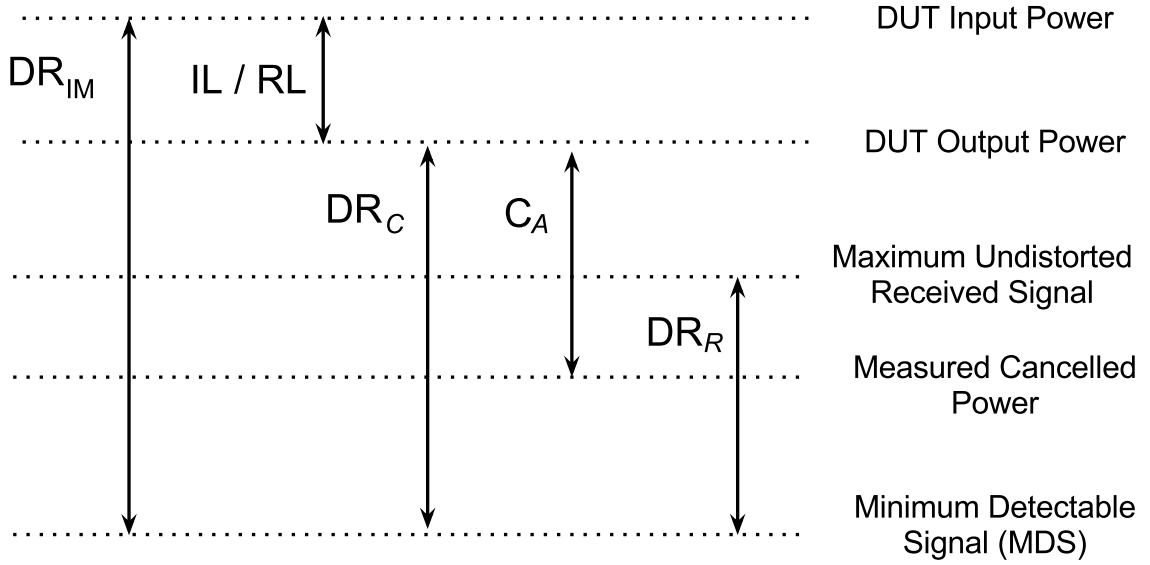 DUT Input Power
DR_IM
IL / RL
DUT Output Power
DR_C
C_A
Maximum Undistorted
Received Signal
DR_R
Measured Cancelled
Power
Minimum Detectable
Signal (MDS)